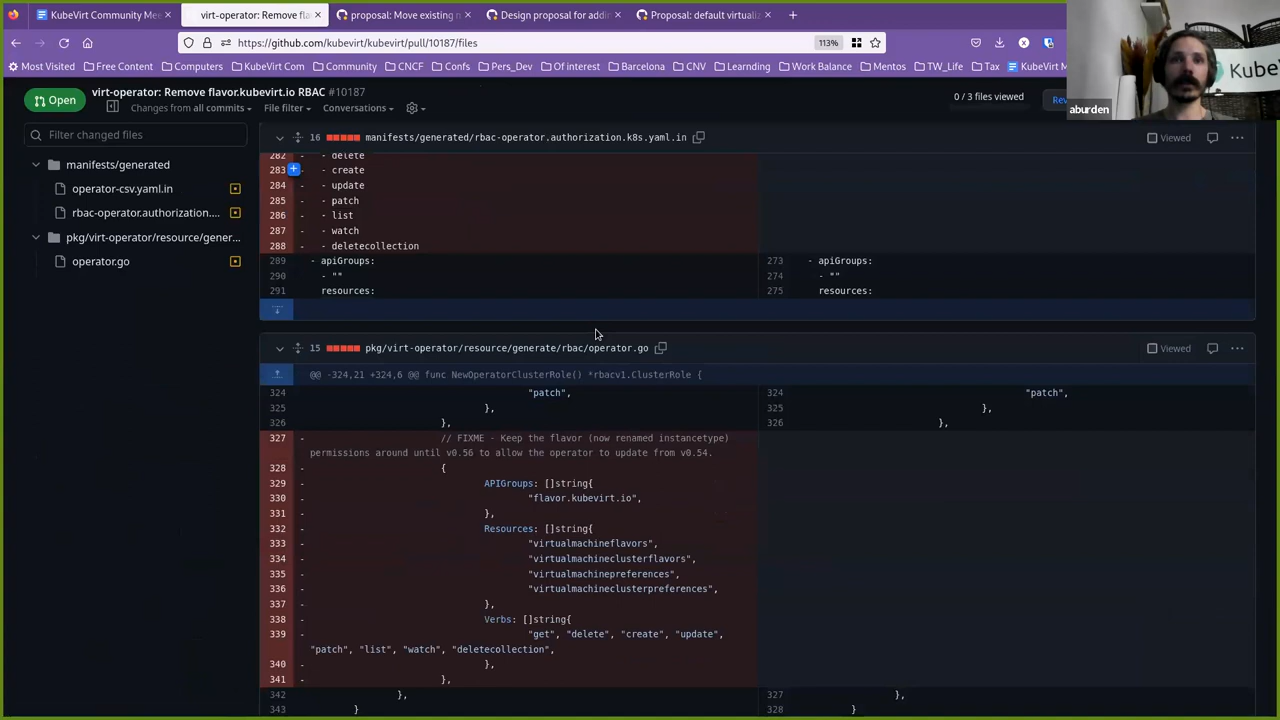 KubeVirt Community Mee
virt-operator: Remove fla
proposal: Move existing n
Design proposal for addin
Proposal: default virtualiz
https://github.com/kubevirt/kubevirt/pull/10187/files
113%
Most Visited
Free Content
Computers
KubeVirt Com
Community
CNCF
Confs
Pers_Dev
Of interest
Barcelona
CNV
Learnding
Work Balance
Mentos
TW_Life
Tax
KubeVirt M
KubeV
aburden
Open
virt-operator: Remove flavor.kubevirt.io RBAC #10187
Changes from all commits
File filter
Conversations
0 / 3 files viewed
Re
Filter changed files
manifests/generated
operator-csv.yaml.in
rbac-operator.authorization....
pkg/virt-operator/resource/gener...
operator.go
16 manifests/generated/rbac-operator.authorization.k8s.yaml.in
Viewed
282 - - delete
283 - - create
284 - - update
285 - - patch
286 - - list
287 - - watch
288 - - deletecollection
289 - apiGroups: 273 - apiGroups:
290 - "" 274 - ""
291 resources: 275 resources:
15 pkg/virt-operator/resource/generate/rbac/operator.go
Viewed
@@ -324,21 +324,6 @@ func NewOperatorClusterRole() *rbacv1.ClusterRole {
324 "patch", 324 "patch",
325 }, 325 },
326 }, 326 },
327 - // FIXME - Keep the flavor (now renamed instancetype)
permissions around until v0.56 to allow the operator to update from v0.54.
328 - {
329 - APIGroups: []string{
330 - "flavor.kubevirt.io",
331 - },
332 - Resources: []string{
333 - "virtualmachineflavors",
334 - "virtualmachineclusterflavors",
335 - "virtualmachinepreferences",
336 - "virtualmachineclusterpreferences",
337 - },
338 - Verbs: []string{
339 - "get", "delete", "create", "update",
"patch", "list", "watch", "deletecollection",
340 - },
341 - },
342 }, 327 },
343 } 328 }